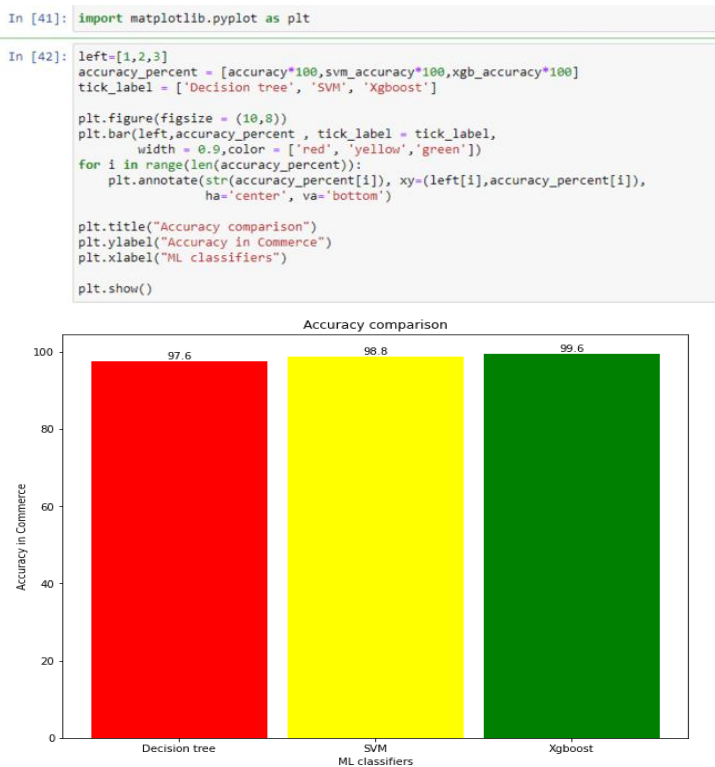 In [41]: import matplotlib.pyplot as plt
In [42]: left=[1,2,3]
accuracy_percent = [accuracy*100,svm_accuracy*100,xgb_accuracy*100]
tick_label = ['Decision tree', 'SVM', 'Xgboost']
plt.figure(figsize = (10,8))
plt.bar(left,accuracy_percent , tick_label = tick_label,
width = 0.9,color = ['red', 'yellow','green'])
for i in range(len(accuracy_percent)):
plt.annotate(str(accuracy_percent[i]), xy=(left[i],accuracy_percent[i]),
ha='center', va='bottom')
plt.title("Accuracy comparison")
plt.ylabel("Accuracy in Commerce")
plt.xlabel("ML classifiers")
plt.show()
Accuracy comparison
97.6 98.8 99.6
100
80
60
40
20
0
Accuracy in Commerce
Decision tree SVM Xgboost
ML classifiers